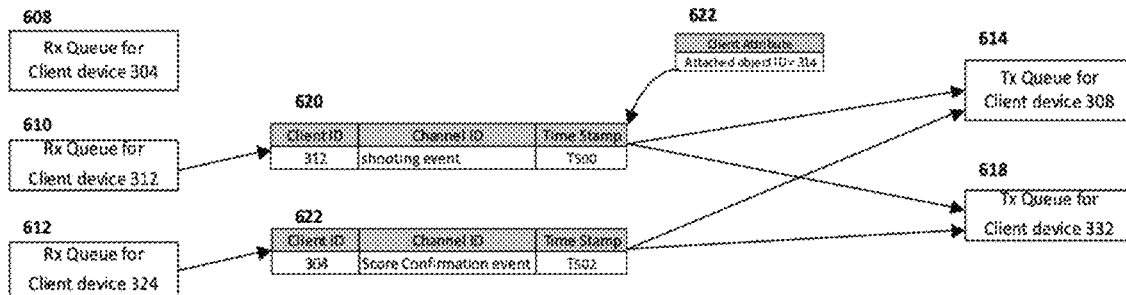 608
Rx Queue for
Client device 304
610
Rx Queue for
Client device 312
612
Rx Queue for
Client device 324
620
Client ID Channel ID Time Stamp
312 shooting event TS00
622
Client ID Channel ID Time Stamp
304 Score Confirmation event TS02
622
Client Attribute
Attached object ID = 314
614
Tx Queue for
Client device 308
618
Tx Queue for
Client device 332